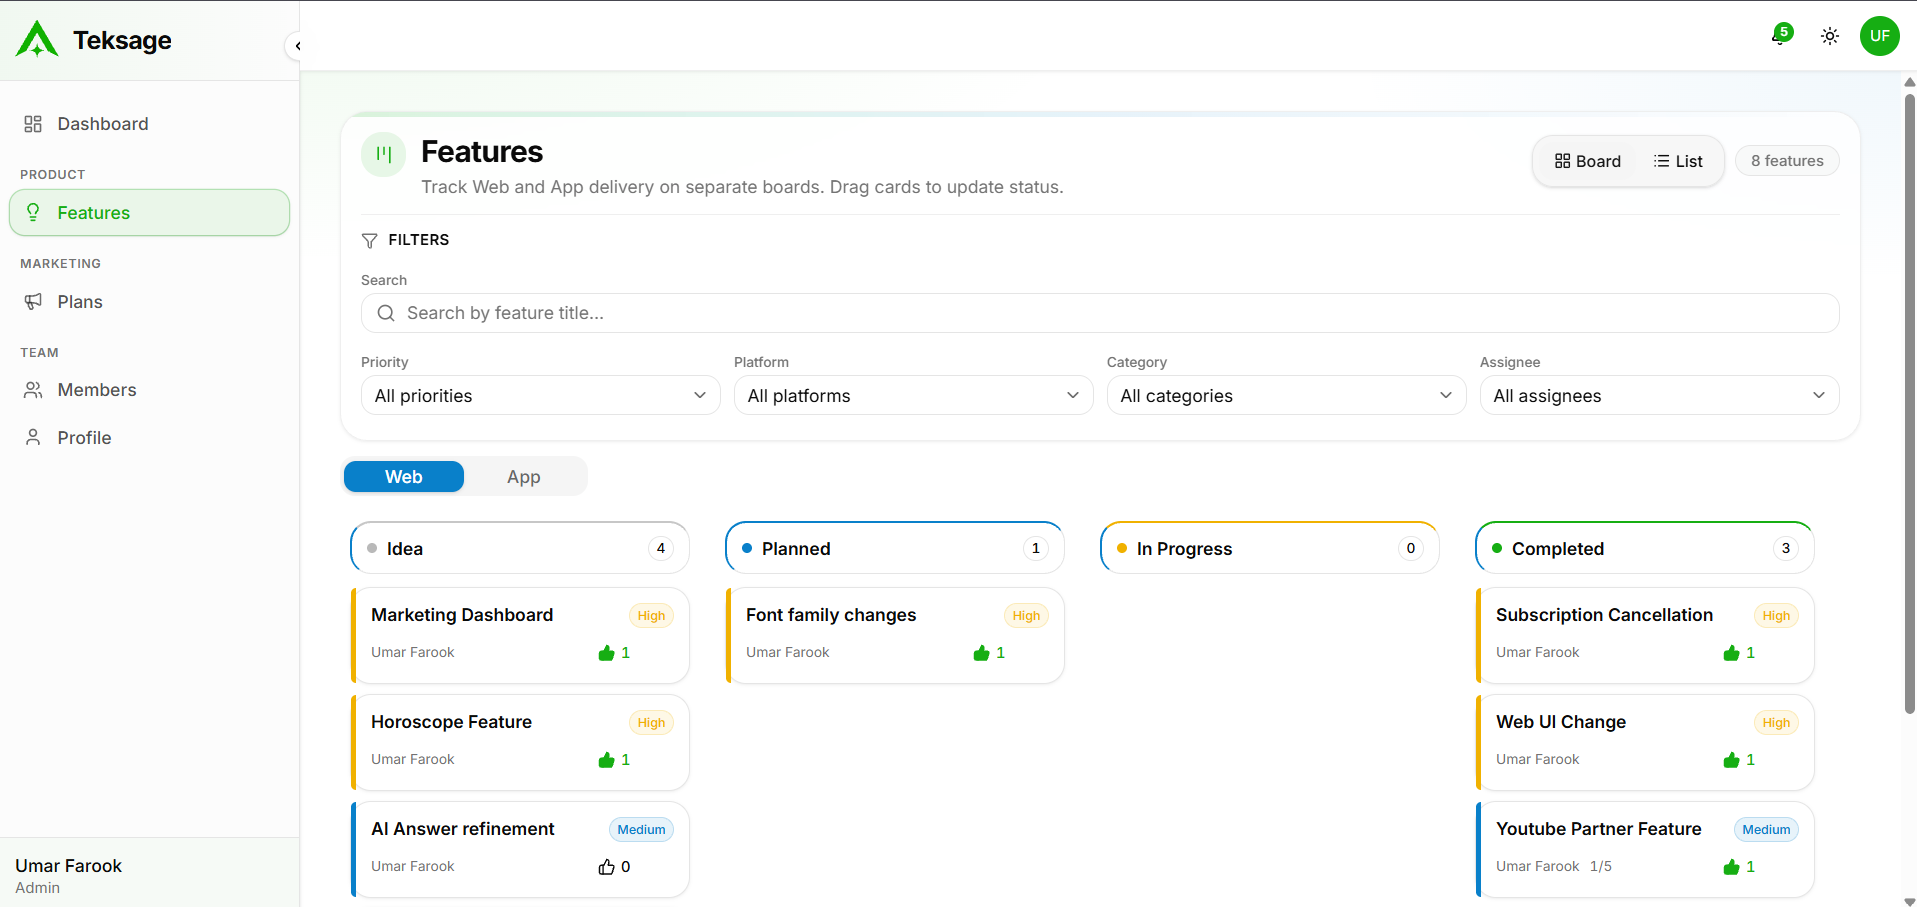 Teksage
5
UF
Dashboard
PRODUCT
Features
MARKETING
Plans
TEAM
Members
Profile
Umar Farook
Admin
Features
Track Web and App delivery on separate boards. Drag cards to update status.
Board
List
8 features
FILTERS
Search
Search by feature title...
Priority
Platform
Category
Assignee
All priorities
All platforms
All categories
All assignees
Web
App
Idea
4
Marketing Dashboard
High
Umar Farook
1
Horoscope Feature
High
Umar Farook
1
AI Answer refinement
Medium
Umar Farook
0
Planned
1
Font family changes
High
Umar Farook
1
In Progress
0
Completed
3
Subscription Cancellation
High
Umar Farook
1
Web UI Change
High
Umar Farook
1
Youtube Partner Feature
Medium
Umar Farook 1/5
1